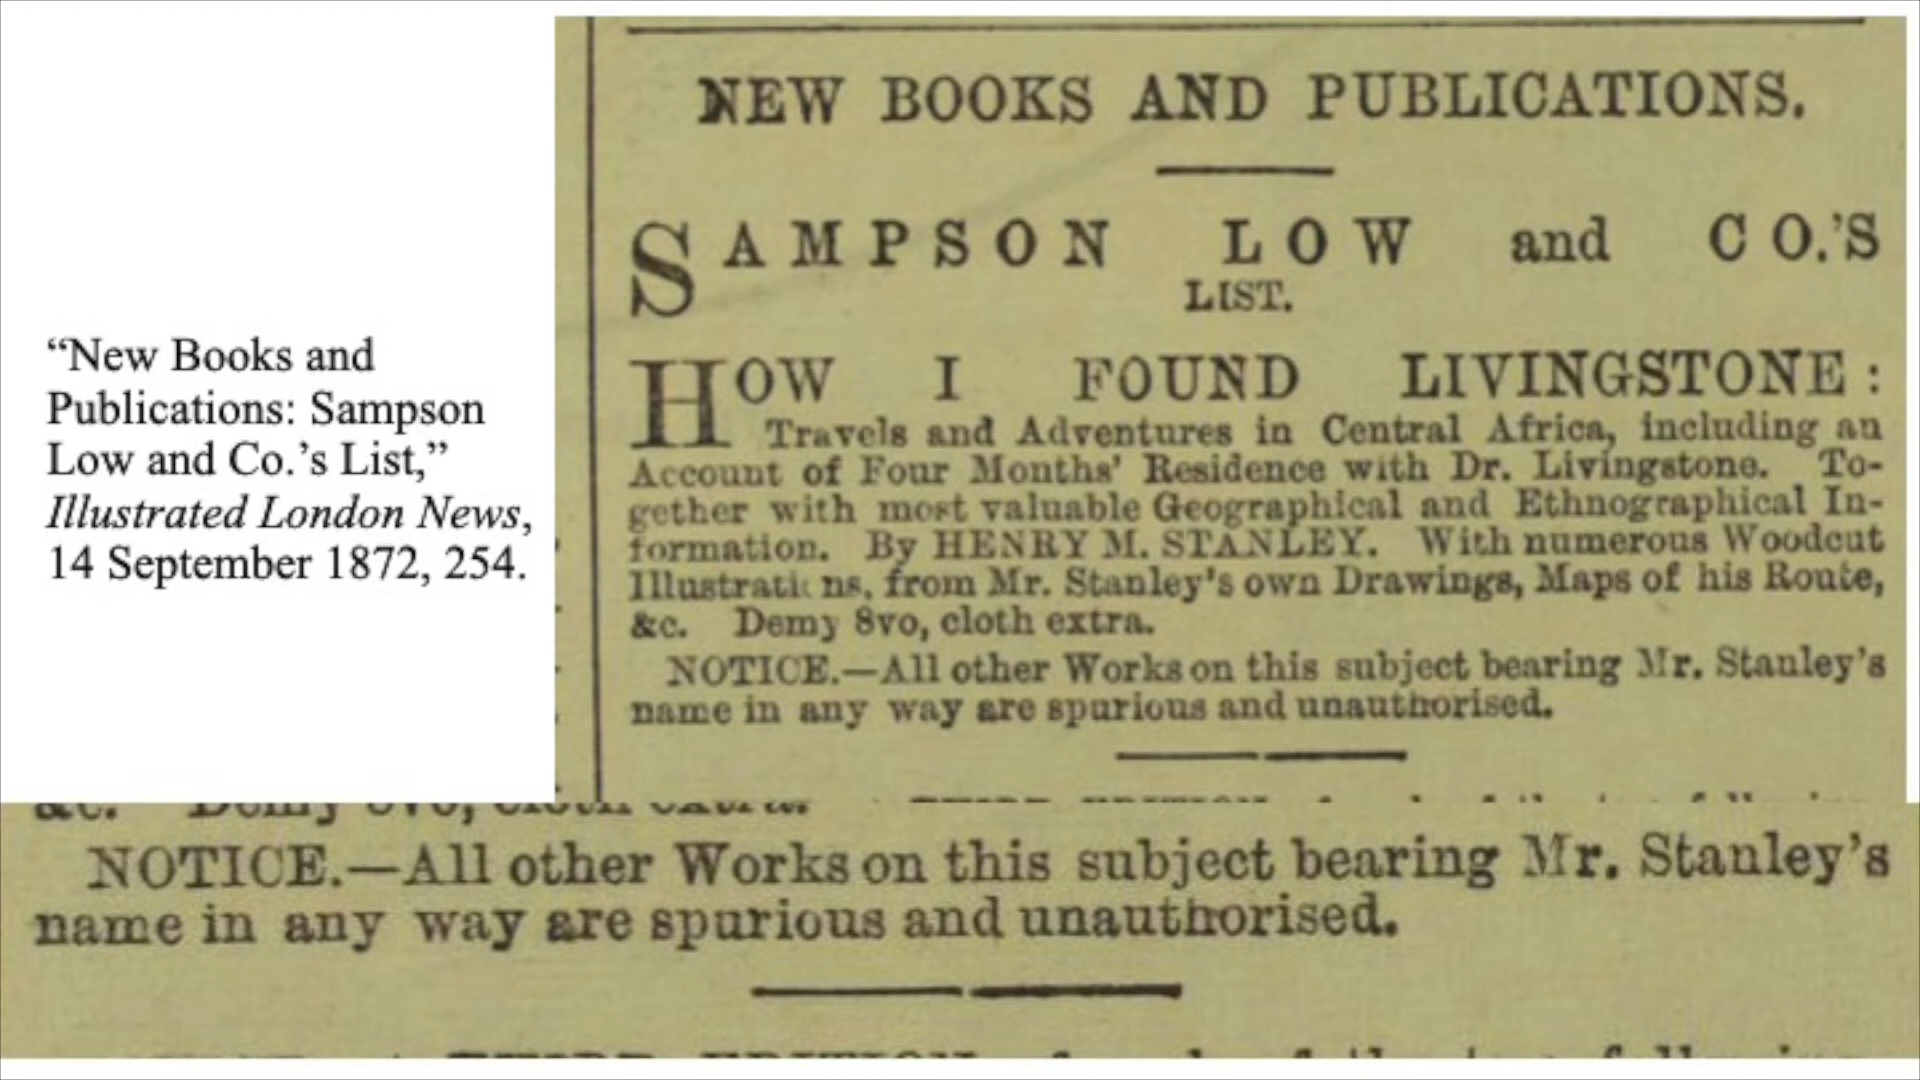 “New Books and
Publications: Sampson
Low and Co.’s List,”
Illustrated London News,
14 September 1872, 254.
NEW BOOKS AND PUBLICATIONS.
SAMPSON LOW and CO.'S
LIST.
HOW I FOUND LIVINGSTONE:
Travels and Adventures in Central Africa, including an
Account of Four Months' Residence with Dr. Livingstone. To-
gether with most valuable Geographical and Ethnographical In-
formation. By HENRY M. STANLEY. With numerous Woodcut
Illustrations, from Mr. Stanley's own Drawings, Maps of his Route,
&c. Demy 8vo, cloth extra.
NOTICE.—All other Works on this subject bearing Mr. Stanley's
name in any way are spurious and unauthorised.
&c. Demy 8vo, cloth extra.
NOTICE.—All other Works on this subject bearing Mr. Stanley's
name in any way are spurious and unauthorised.